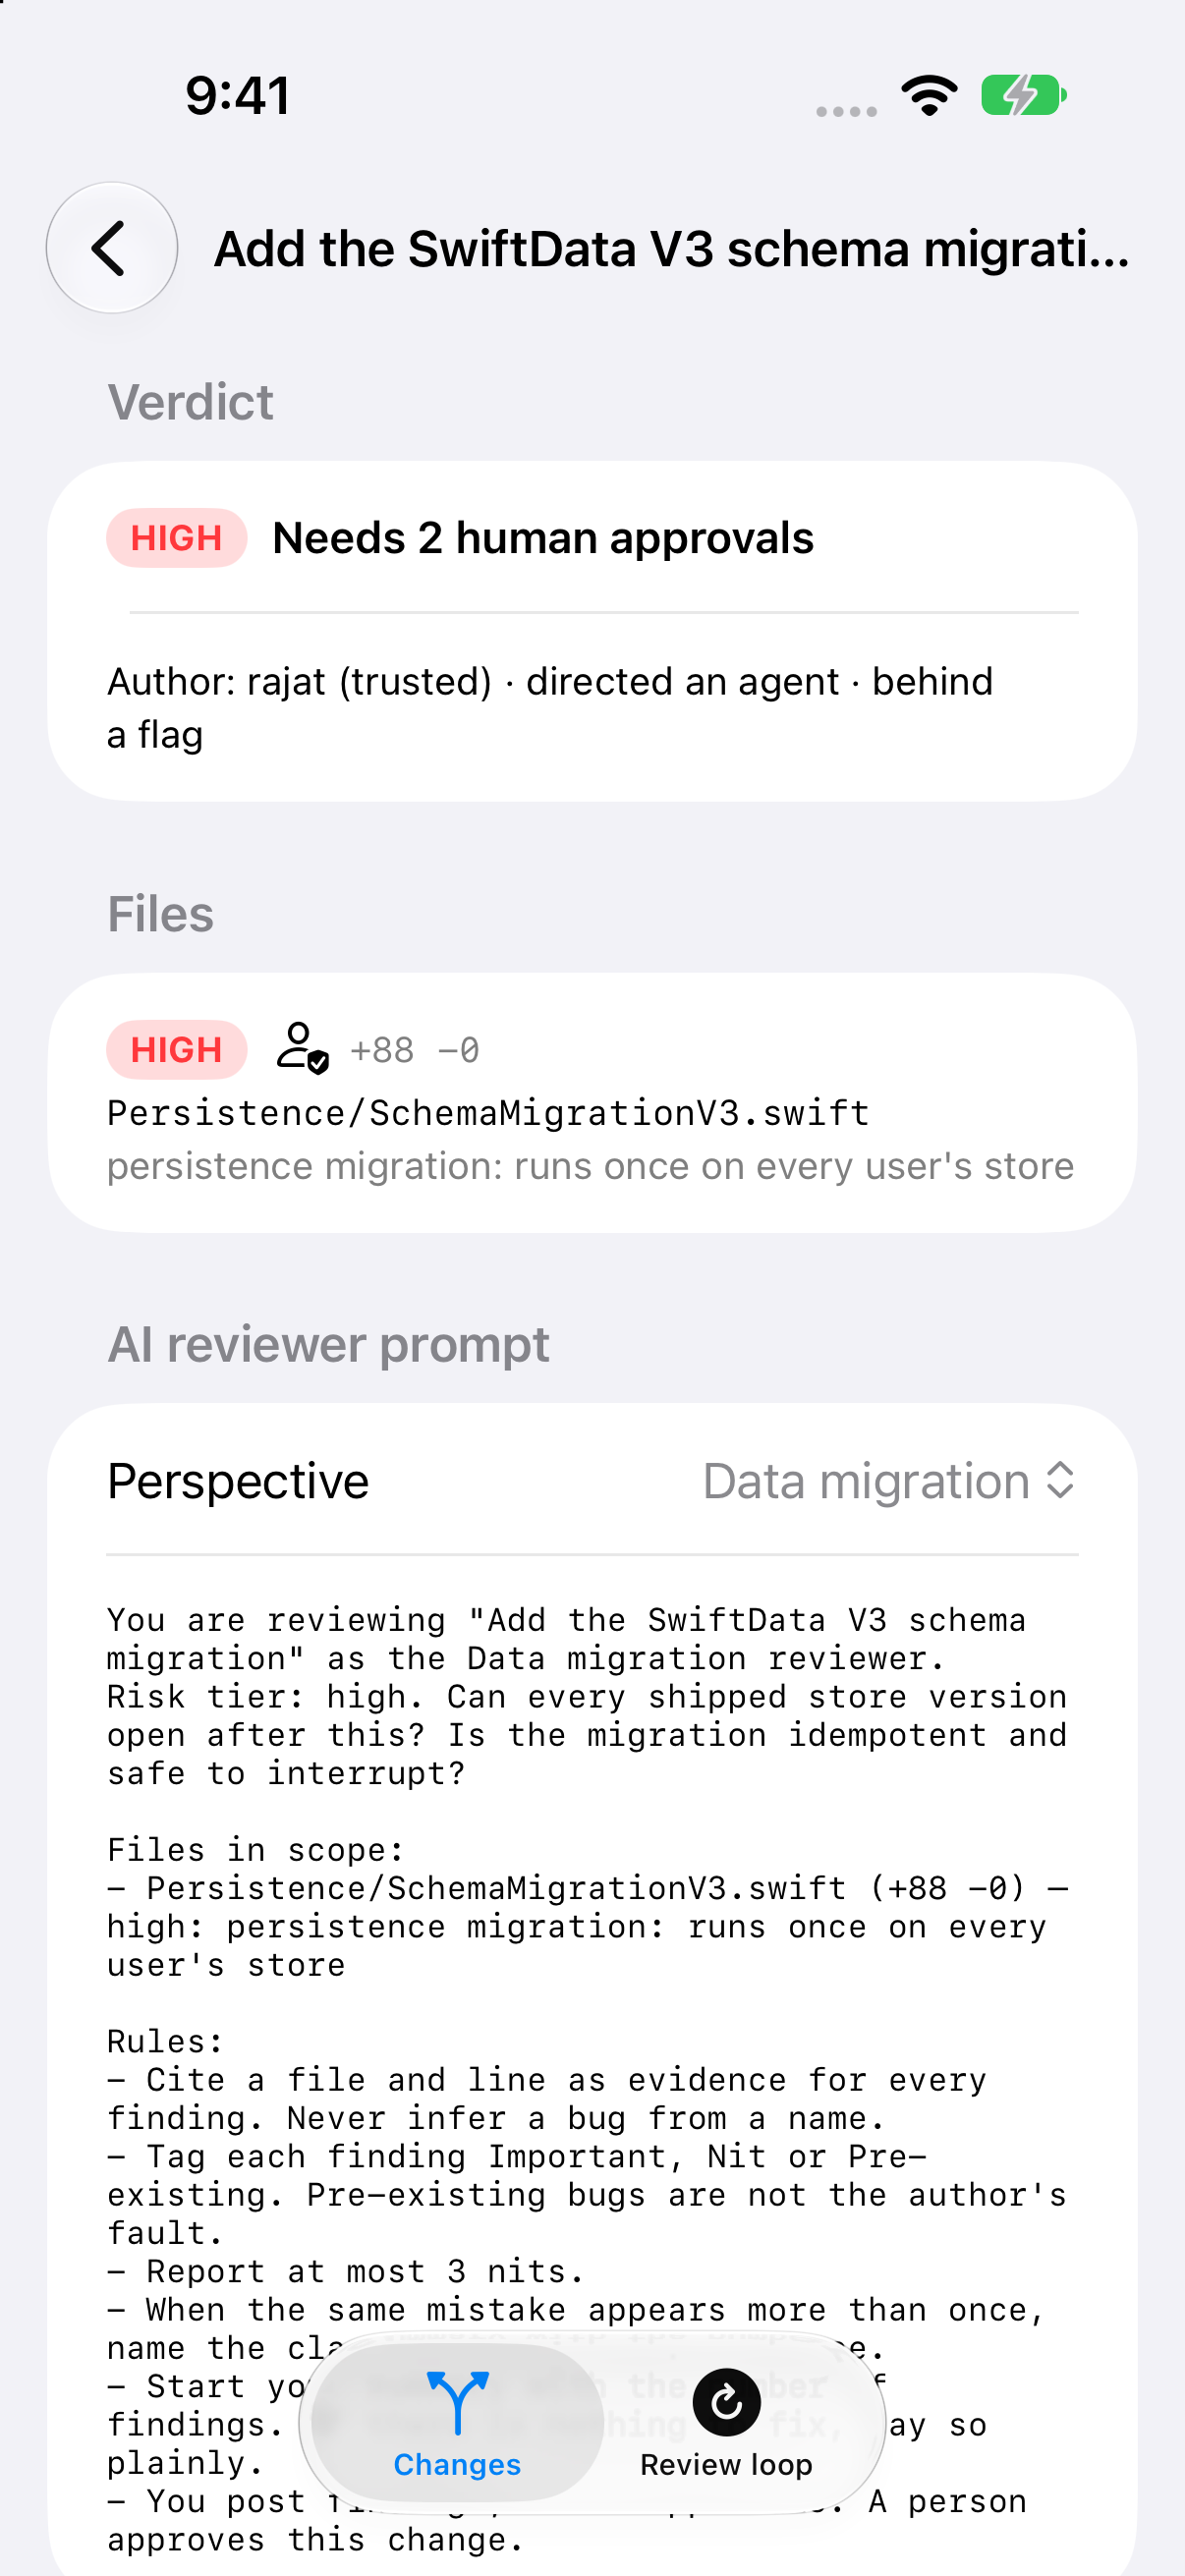 9:41
Add the SwiftData V3 schema migrati...
Verdict
HIGH Needs 2 human approvals
Author: rajat (trusted) · directed an agent · behind
a flag
Files
HIGH +88 −0
Persistence/SchemaMigrationV3.swift
persistence migration: runs once on every user's store
AI reviewer prompt
Perspective Data migration
You are reviewing "Add the SwiftData V3 schema
migration" as the Data migration reviewer.
Risk tier: high. Can every shipped store version
open after this? Is the migration idempotent and
safe to interrupt?
Files in scope:
- Persistence/SchemaMigrationV3.swift (+88 -0) —
high: persistence migration: runs once on every
user's store
Rules:
- Cite a file and line as evidence for every
finding. Never infer a bug from a name.
- Tag each finding Important, Nit or Pre-
existing. Pre-existing bugs are not the author's
fault.
- Report at most 3 nits.
- When the same mistake appears more than once,
name the
- Start with the
findings. fix, say so
plainly.
- You post A person
approves this change.
Changes
Review loop